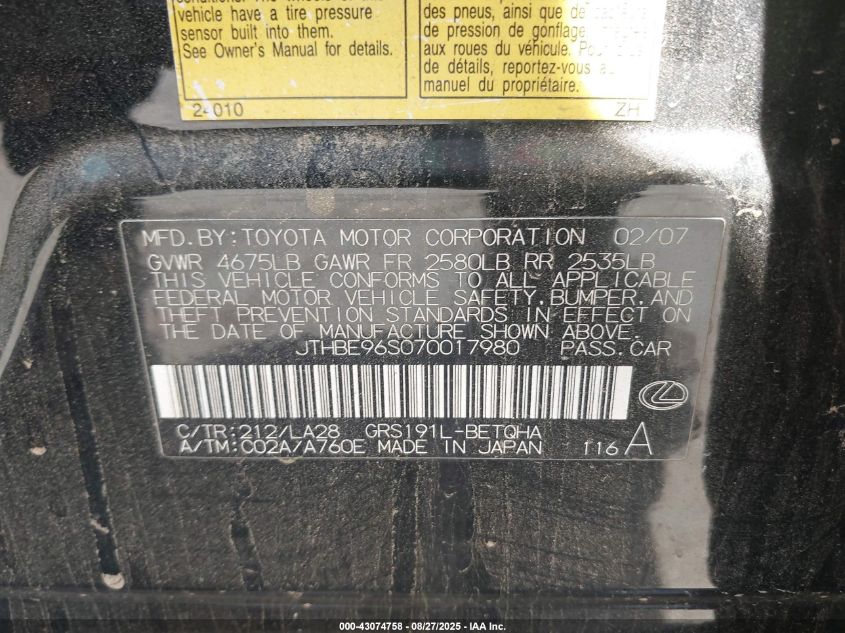 vehicle have a tire pressure
sensor built into them.
See Owner's Manual for details.
24010
des pneus, ainsi que de
de pression de gonflage
aux roues du véhicule. Pour
de détails, reportez-vous au
manuel du propriétaire.
ZH
MFD.BY:TOYOTA MOTOR CORPORATION 02/07
GVWR 4675LB GAWR FR 2580LB RR 2535LB
THIS VEHICLE CONFORMS TO ALL APPLICABLE
FEDERAL MOTOR VEHICLE SAFETY,BUMPER,AND
THEFT PREVENTION STANDARDS IN EFFECT ON
THE DATE OF MANUFACTURE SHOWN ABOVE.
JTHBE96S070017980 PASS.CAR
C/TR:212/LA28 GRS191L-BETQHA
A/TM:C02A/A760E MADE IN JAPAN 116 A
000-43074758 - 08/27/2025 - IAA Inc.